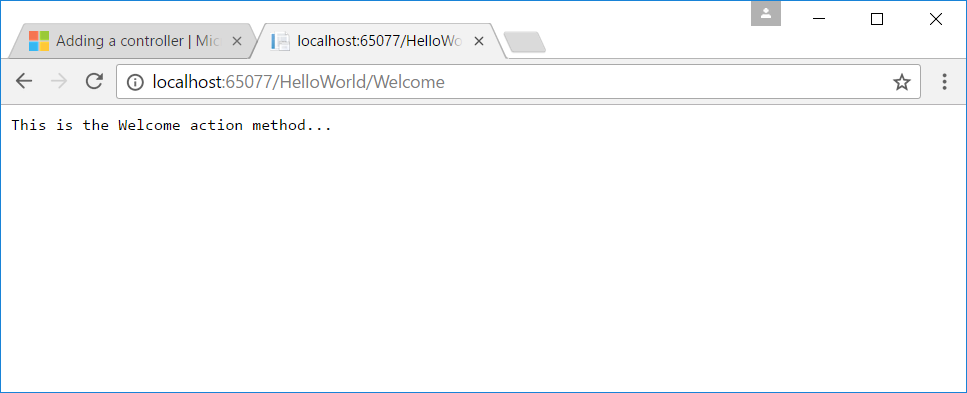 Adding a controller | Mic
localhost:65077/HelloWo
localhost:65077/HelloWorld/Welcome
This is the Welcome action method...